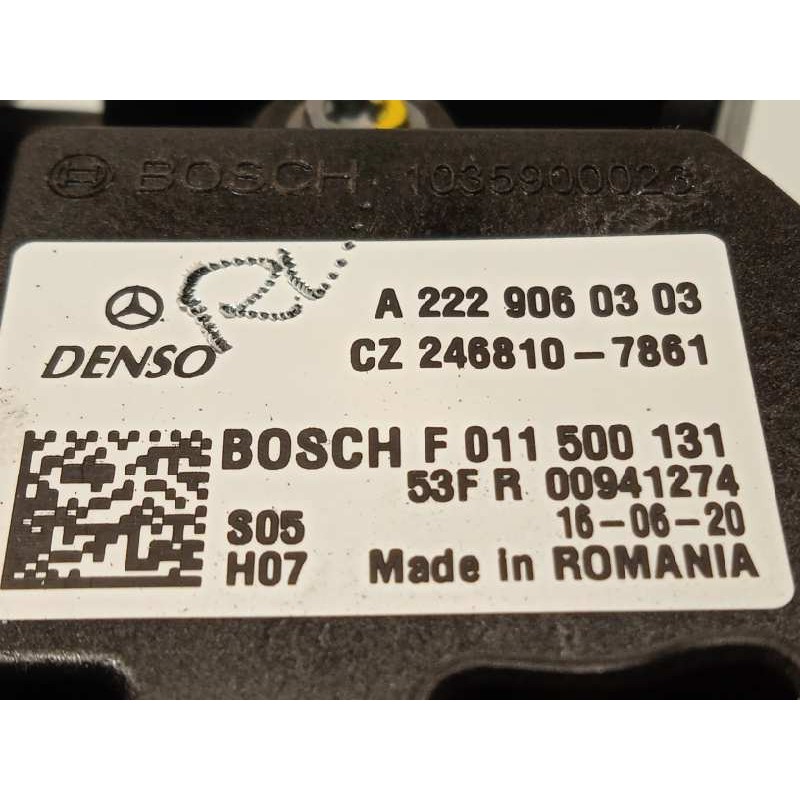 BOSCH 1035900023
A 222 906 03 03
DENSO CZ 246810-7861
BOSCH F 011 500 131
53F R 00941274
S05 16-06-20
H07 Made in ROMANIA